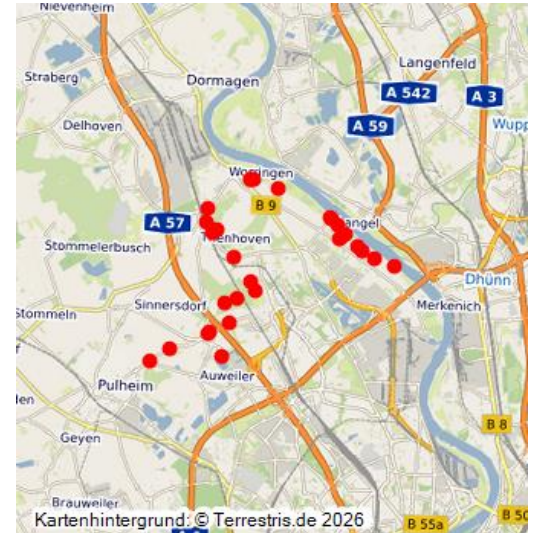 Nievenheim
Langenfeld
Straberg
Dormagen
A 542
A 3
Delhoven
A 59
Wupp
Worringen
B 9
A 57
angel
Stommelerbusch
Thenhoven
Dhünn
Sinnersdorf
Merkenich
Stommeln
Auweiler
Pulheim
B 8
Geyen
Brauweiler
Kartenhintergrund: © Terrestris.de 2026
B 55a
B 50